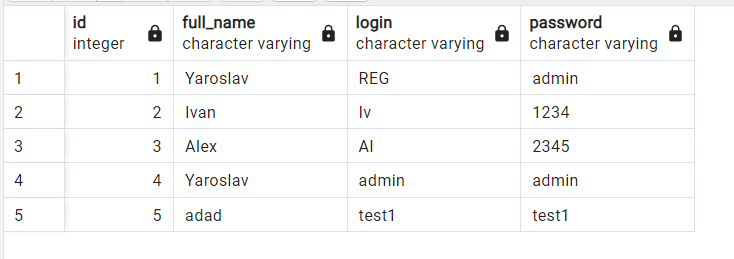 id full_name login password
integer character varying character varying character varying
1 1 Yaroslav REG admin
2 2 Ivan Iv 1234
3 3 Alex Al 2345
4 4 Yaroslav admin admin
5 5 adad test1 test1